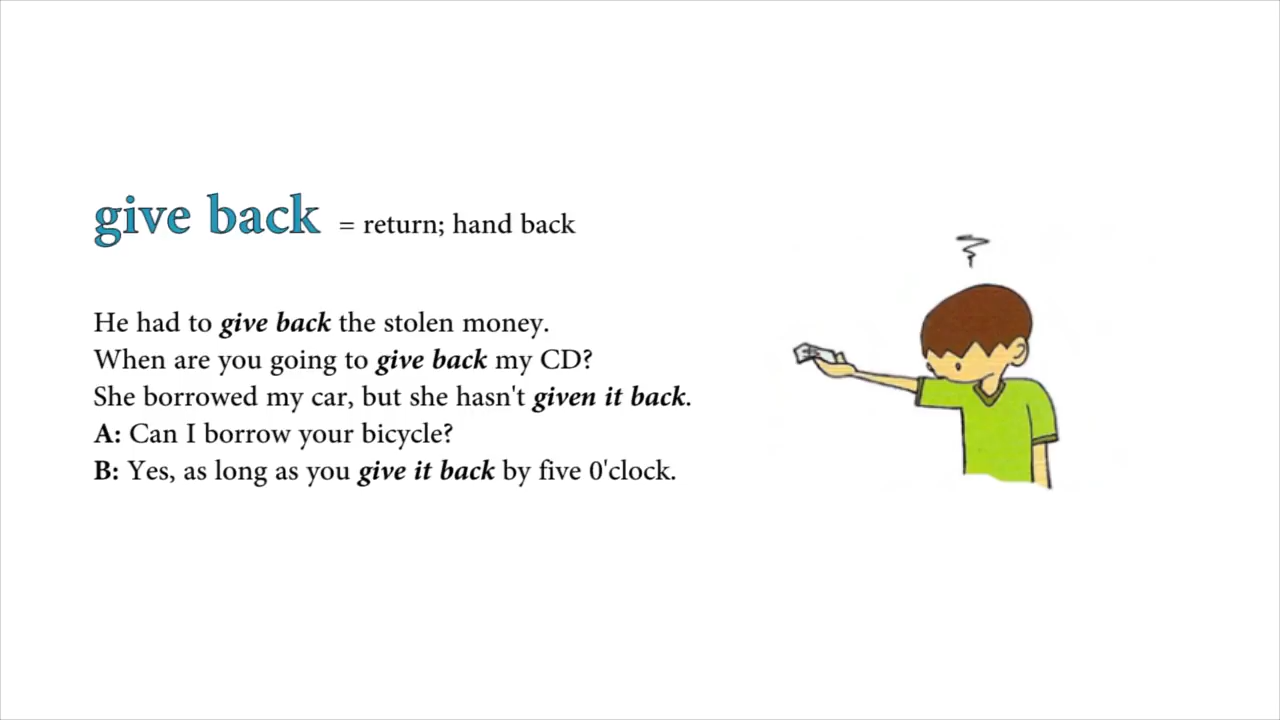 give back = return; hand back
He had to give back the stolen money.
When are you going to give back my CD?
She borrowed my car, but she hasn't given it back.
A: Can I borrow your bicycle?
B: Yes, as long as you give it back by five 0'clock.